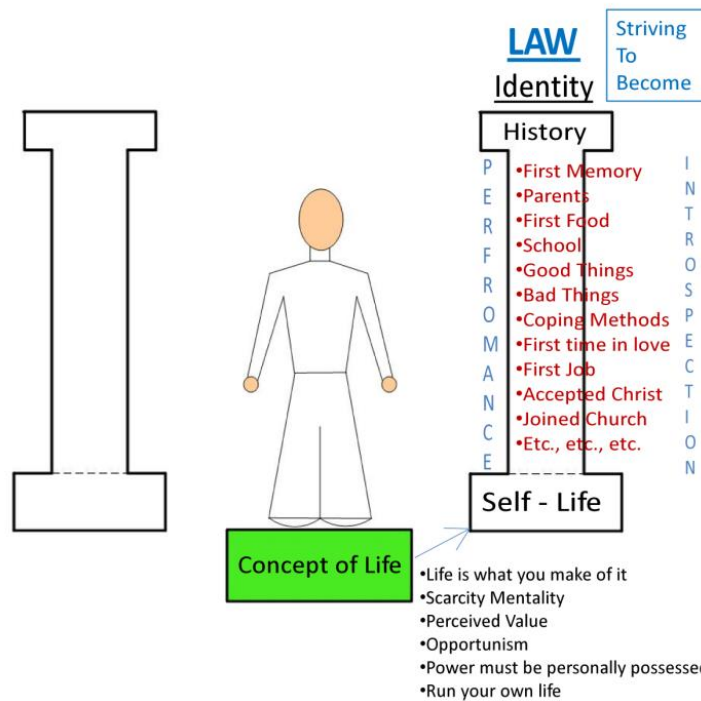 LAW
Striving
To
Become
Identity
History
PERFROMANCE
•First Memory
•Parents
•First Food
•School
•Good Things
•Bad Things
•Coping Methods
•First time in love
•First Job
•Accepted Christ
•Joined Church
•Etc., etc., etc.
INTROSPECTION
Self - Life
Concept of Life
•Life is what you make of it
•Scarcity Mentality
•Perceived Value
•Opportunism
•Power must be personally possessed
•Run your own life